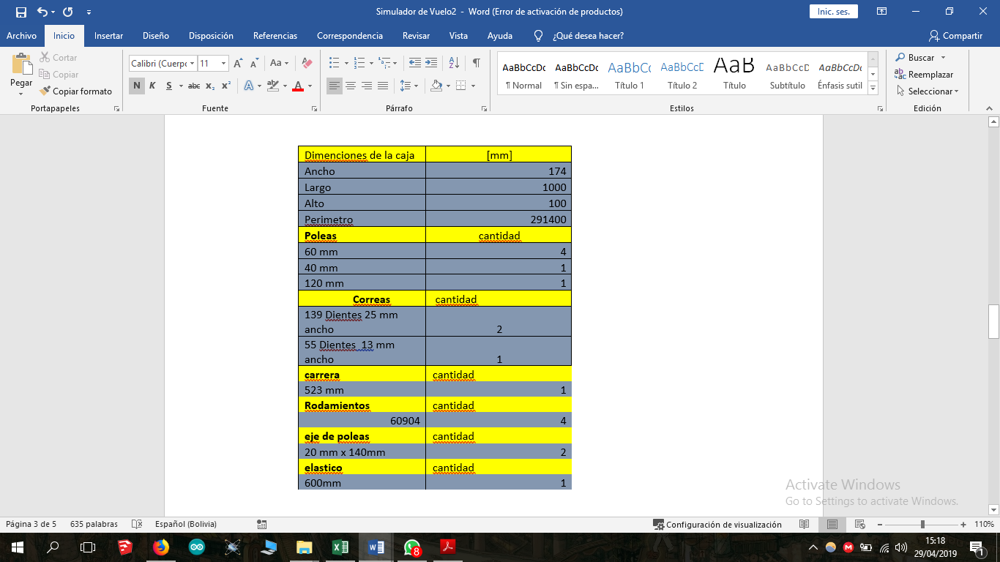 Simulador de Vuelo2 - Word (Error de activación de productos)
Inic. ses.
Archivo Inicio Insertar Diseño Disposición Referencias Correspondencia Revisar Vista Ayuda ¿Qué desea hacer? Compartir
Pegar
Cortar
Copiar
Copiar formato
Portapapeles
Calibri (Cuerpo 11
N K S abc x₂ x²
Fuente
Párrafo
AaBbCcDc AaBbCcDc AaBbCc AaBbCcD AaB AaBbCcD AaBbCcDc
¶ Normal ¶ Sin espa... Título 1 Título 2 Título Subtítulo Énfasis sutil
Estilos
Buscar
Reemplazar
Seleccionar
Edición
Dimenciones de la caja [mm]
Ancho 174
Largo 1000
Alto 100
Perimetro 291400
Poleas cantidad
60 mm 4
40 mm 1
120 mm 1
Correas cantidad
139 Dientes 25 mm
ancho 2
55 Dientes 13 mm
ancho 1
carrera cantidad
523 mm 1
Rodamientos cantidad
60904 4
eje de poleas cantidad
20 mm x 140mm 2
elastico cantidad
600mm 1
Activate Windows
Go to Settings to activate Windows.
Página 3 de 5 635 palabras Español (Bolivia) Configuración de visualización 110%
8
15:18
29/04/2019
1